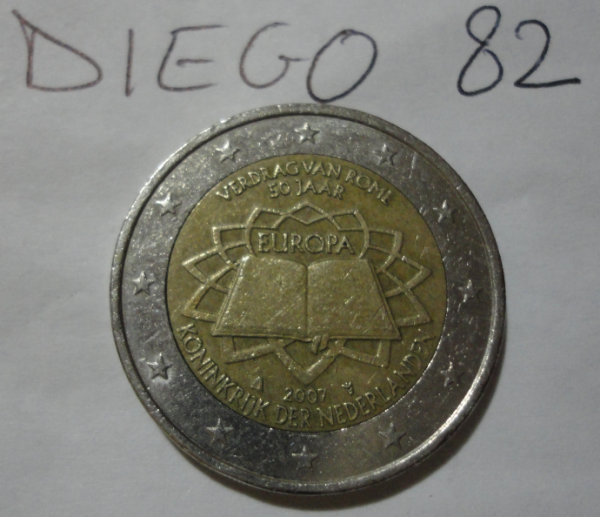 DIEGO 82
VERDRAG VAN ROME
50 JAAR
EUROPA
2007
KONINKRIJK DER NEDERLANDEN